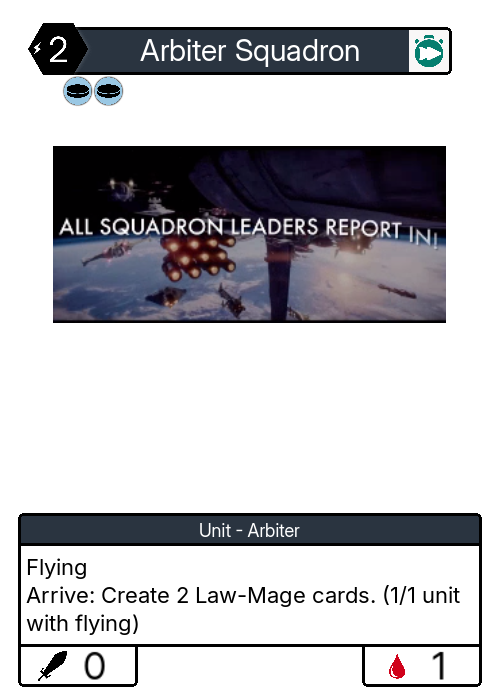 2
Arbiter Squadron
ALL SQUADRON LEADERS REPORT IN!
Unit - Arbiter
Flying
Arrive: Create 2 Law-Mage cards. (1/1 unit
with flying)
0
1